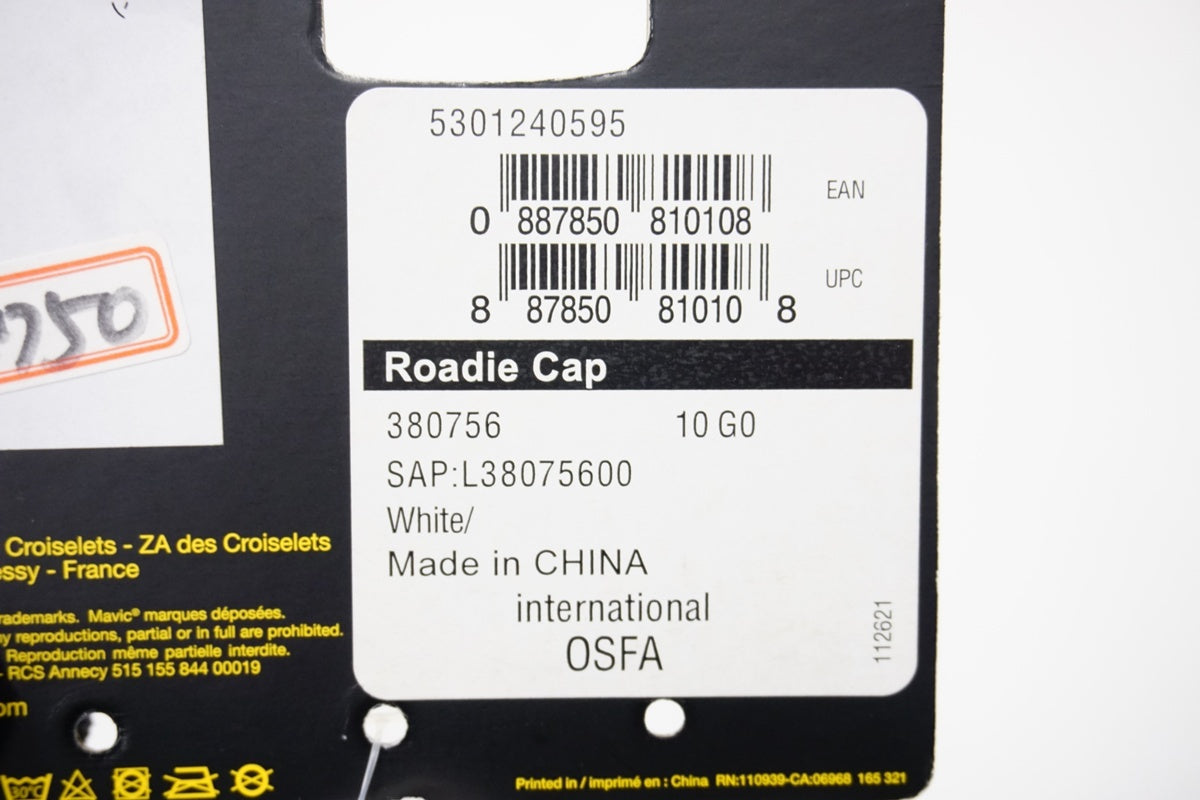 5301240595
0 887850 810108
EAN
8 87850 81010 8
UPC
Roadie Cap
380756 10 G0
SAP:L38075600
White/
Made in CHINA
international
OSFA
112621
Croiselets - ZA des Croiselets
- France
Mavic® marques déposées.
reproductions, partial or in full are prohibited.
Reproduction même partielle interdite.
- RCS Annecy 515 155 844 00019
30°C
Printed in / imprimé en : China RN:110939-CA:06968 165 321